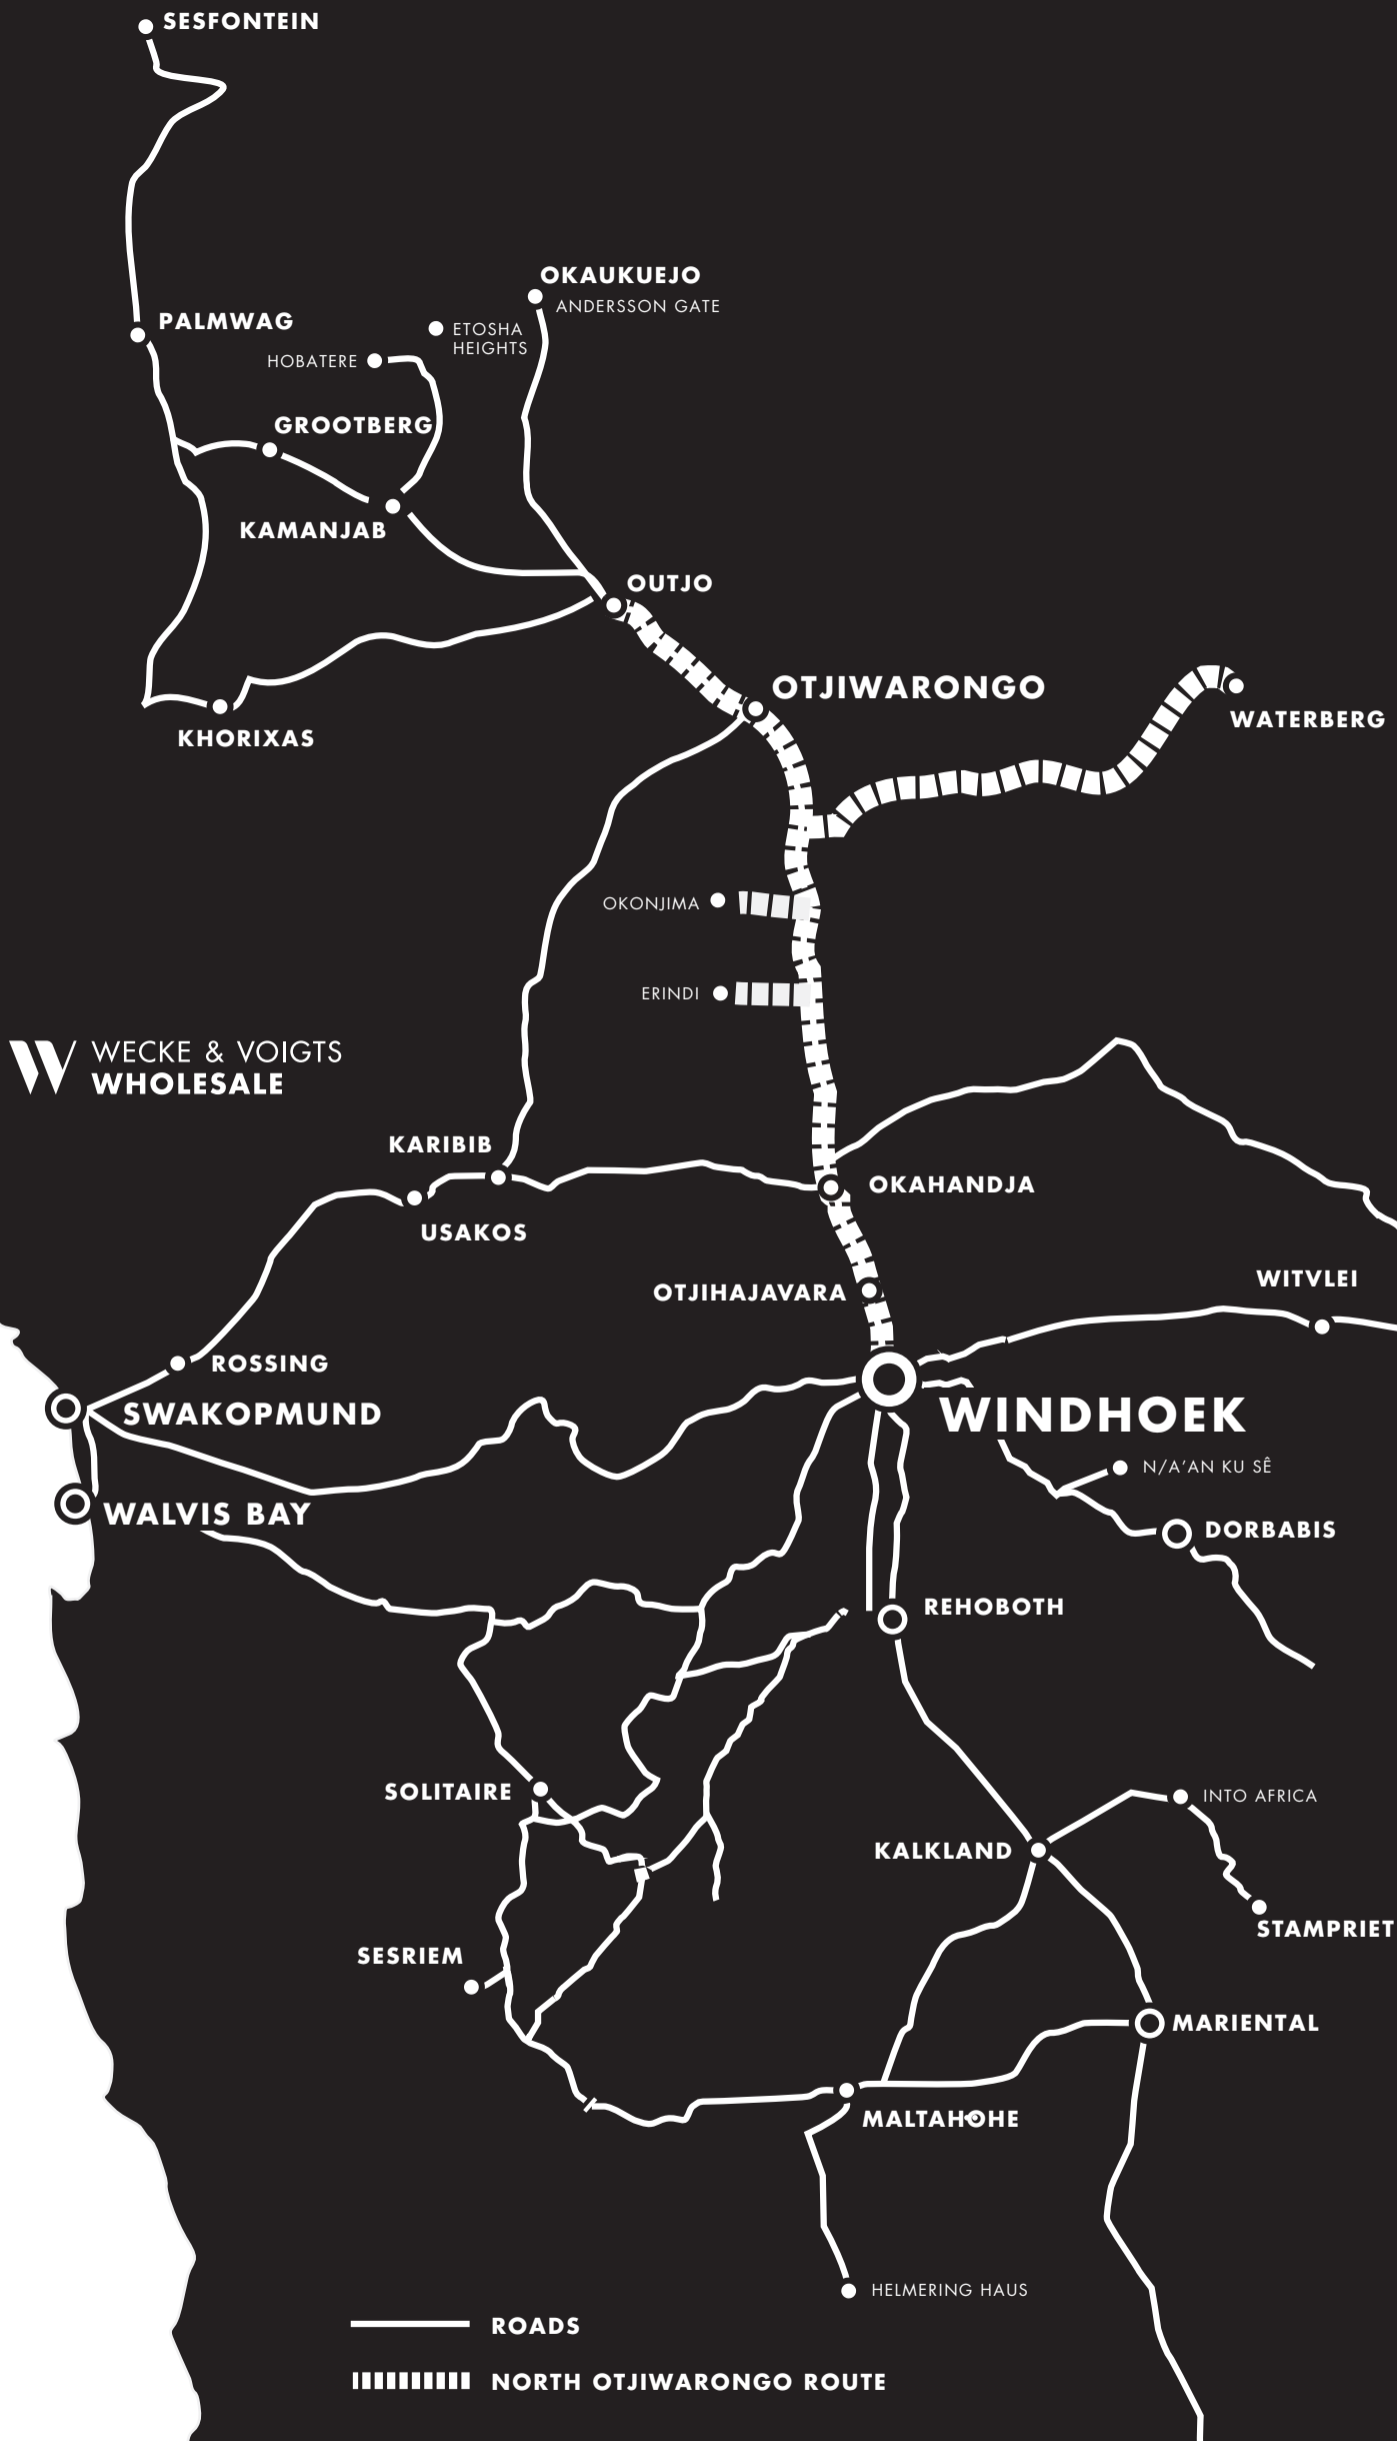 SESFONTEIN
OKAUKUEJO
ANDERSSON GATE
PALMWAG
ETOSHA
HEIGHTS
HOBATERE
GROOTBERG
KAMANJAB
OUTJO
OTJIWARONGO
WATERBERG
KHORIXAS
OKONJIMA
ERINDI
WECKE & VOIGTS
WHOLESALE
KARIBIB
OKAHANDJA
USAKOS
OTJIHAJAVARA
WITVLEI
ROSSING
SWAKOPMUND
WINDHOEK
N/A'AN KU SÊ
WALVIS BAY
DORBABIS
REHOBOTH
SOLITAIRE
INTO AFRICA
KALKLAND
STAMPRIET
SESRIEM
MARIENTAL
MALTAHOHE
HELMERING HAUS
ROADS
NORTH OTJIWARONGO ROUTE